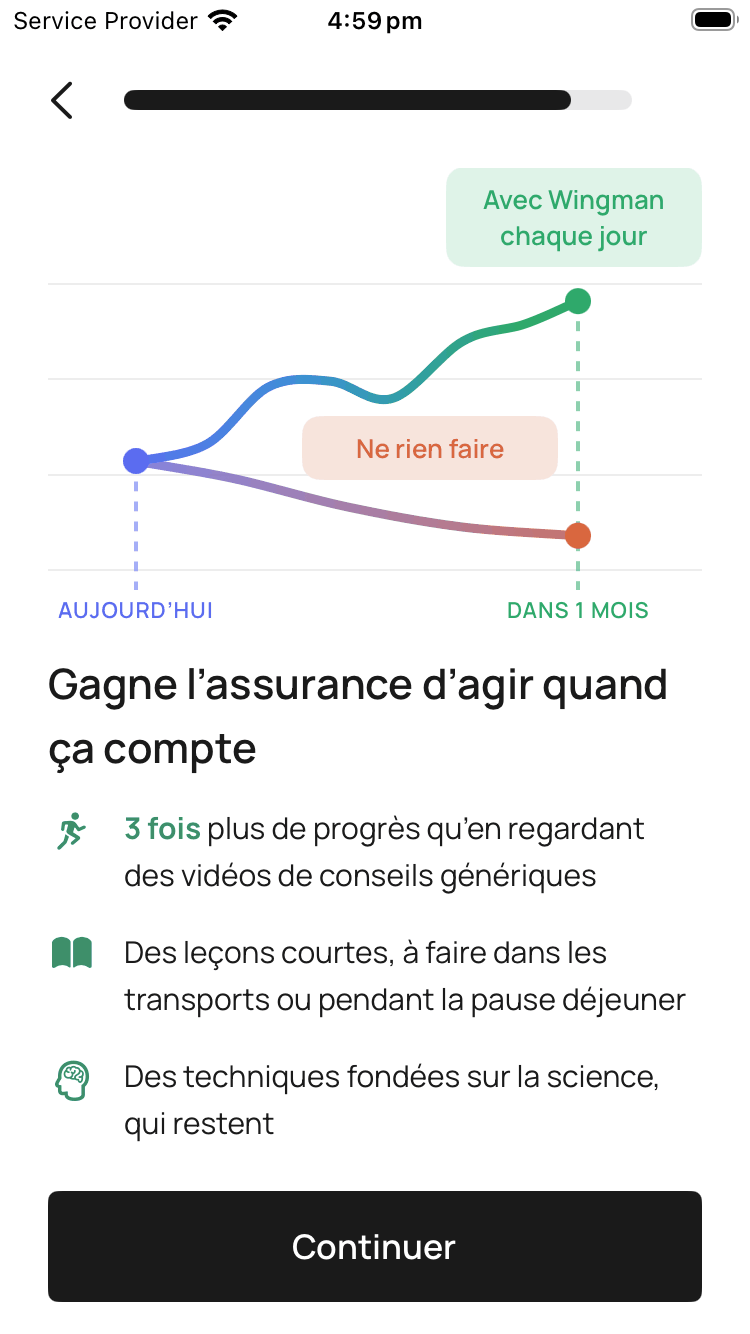 Service Provider 4:59 pm
Avec Wingman
chaque jour
Ne rien faire
AUJOURD’HUI
DANS 1 MOIS
Gagne l’assurance d’agir quand
ça compte
3 fois plus de progrès qu’en regardant
des vidéos de conseils génériques
Des leçons courtes, à faire dans les
transports ou pendant la pause déjeuner
Des techniques fondées sur la science,
qui restent
Continuer